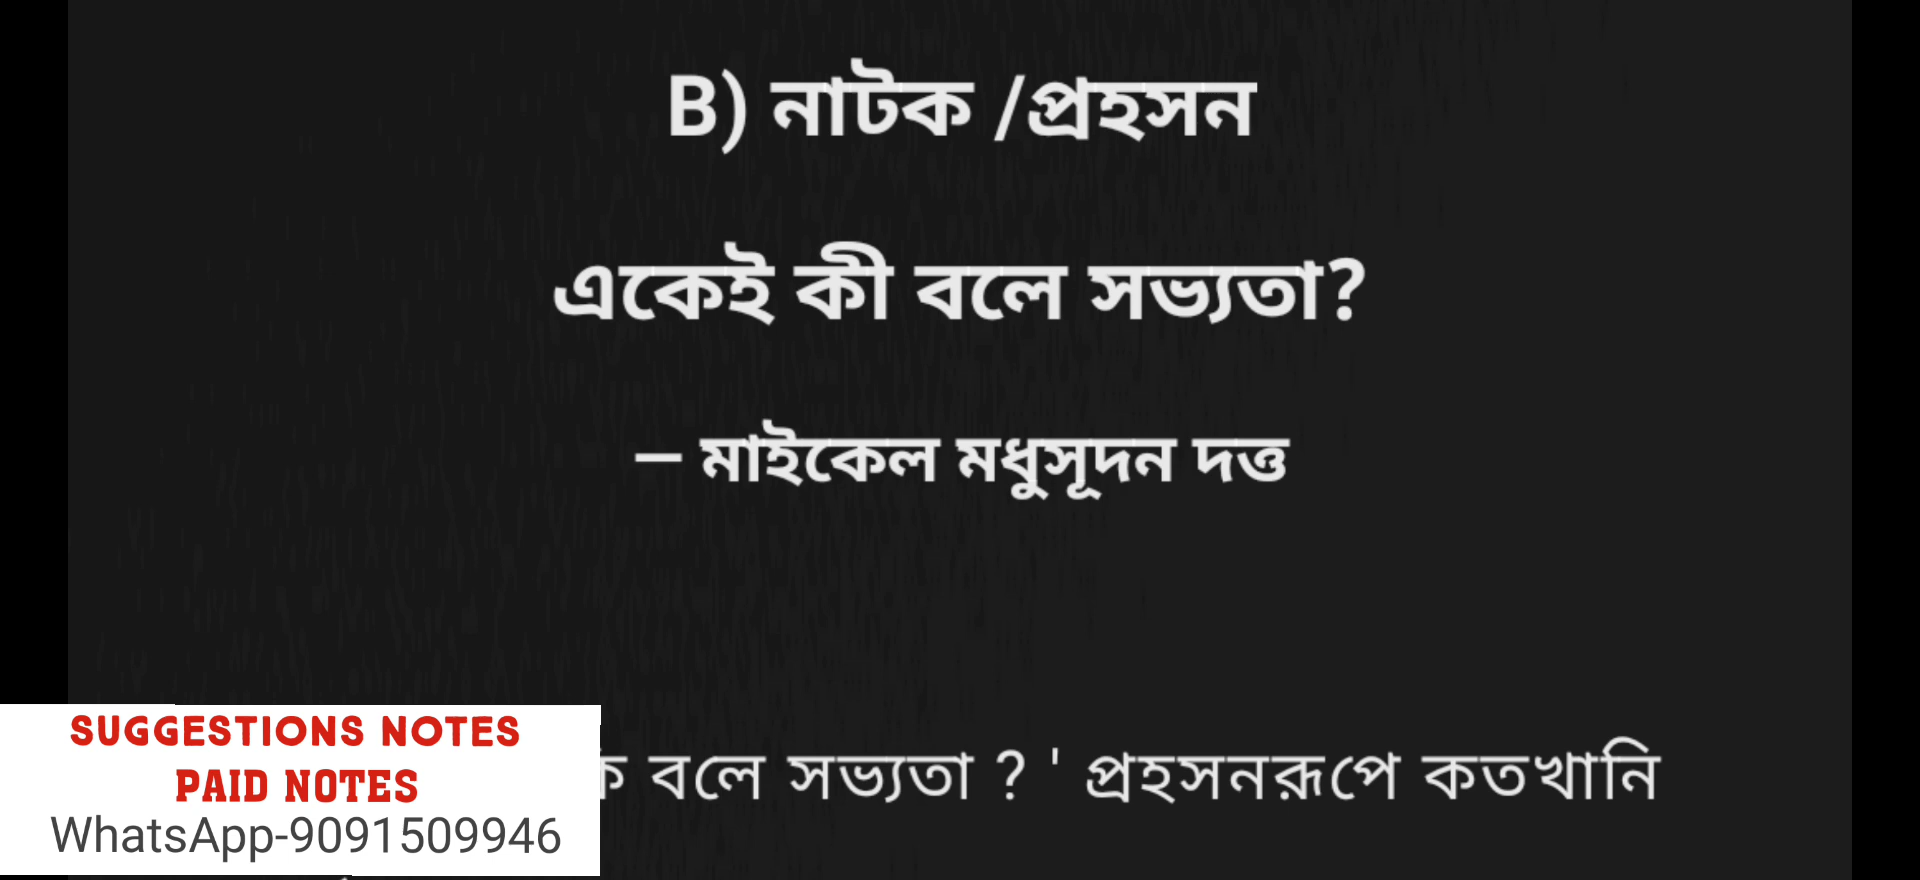 B) নাটক /প্রহসন
একেই কী বলে সভ্যতা?
– মাইকেল মধুসূদন দত্ত
বলে সভ্যতা ? ' প্রহসনরূপে কতখানি
SUGGESTIONS NOTES
PAID NOTES
WhatsApp-9091509946